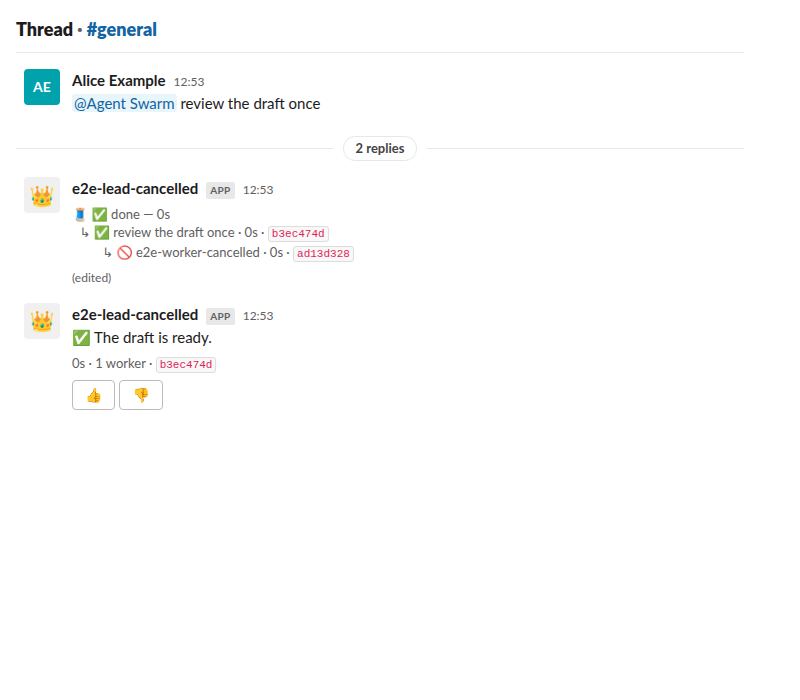 Thread • #general
AE
Alice Example 12:53
@Agent Swarm review the draft once
2 replies
e2e-lead-cancelled APP 12:53
🧵 ✅ done — 0s
↳ ✅ review the draft once · 0s · b3ec474d
↳ 🚫 e2e-worker-cancelled · 0s · ad13d328
(edited)
e2e-lead-cancelled APP 12:53
✅ The draft is ready.
0s · 1 worker · b3ec474d
👍 👎